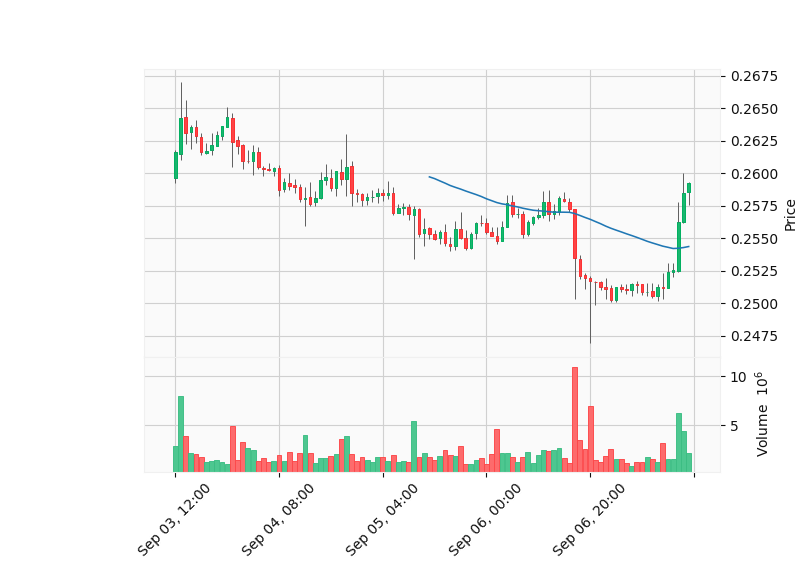 0.2675
0.2650
0.2625
0.2600
0.2575
0.2550
0.2525
0.2500
0.2475
Price
10
5
Volume 10⁶
Sep 03, 12:00
Sep 04, 08:00
Sep 05, 04:00
Sep 06, 00:00
Sep 06, 20:00